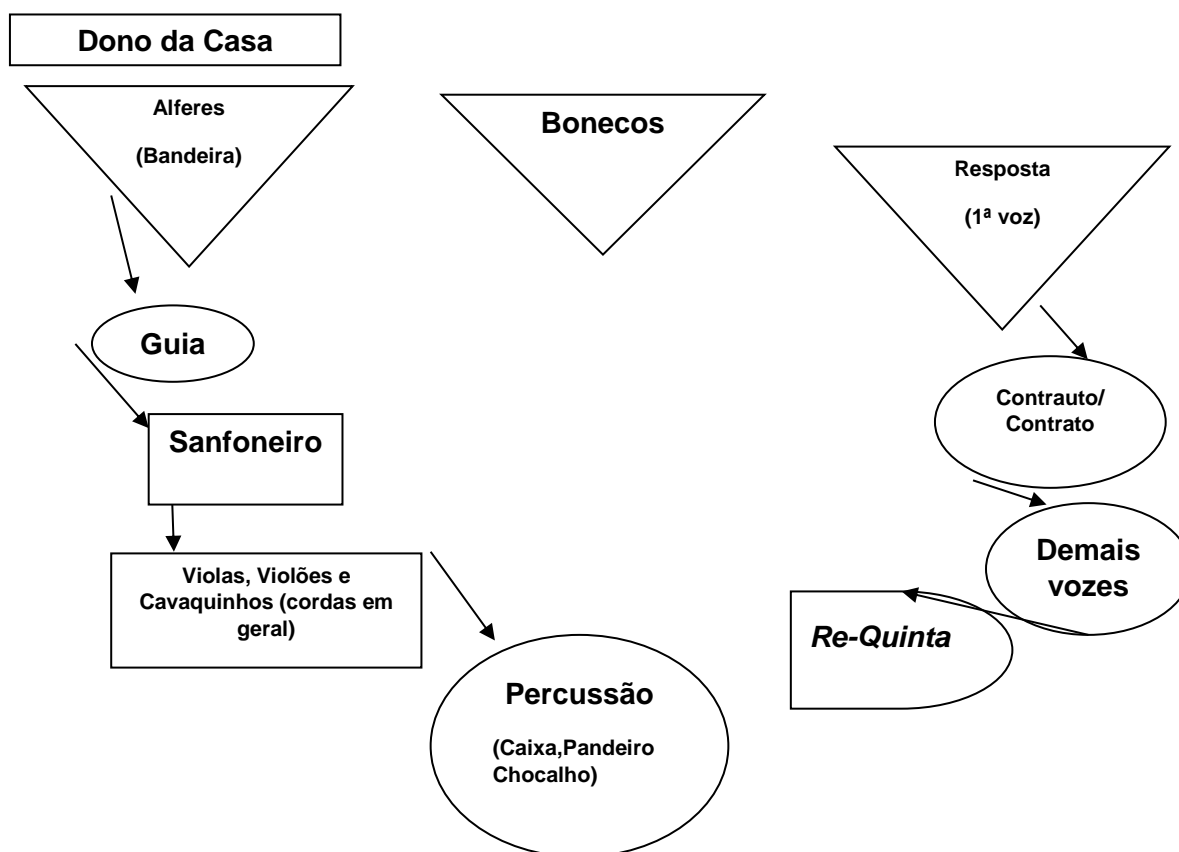 Dono da Casa
Alferes
(Bandeira)
Bonecos
Resposta
(1ª voz)
Guia
Contrauto/
Contrato
Sanfoneiro
Violas, Violões e
Cavaquinhos (cordas em
geral)
Demais
vozes
Re-Quinta
Percussão
(Caixa,Pandeiro
Chocalho)